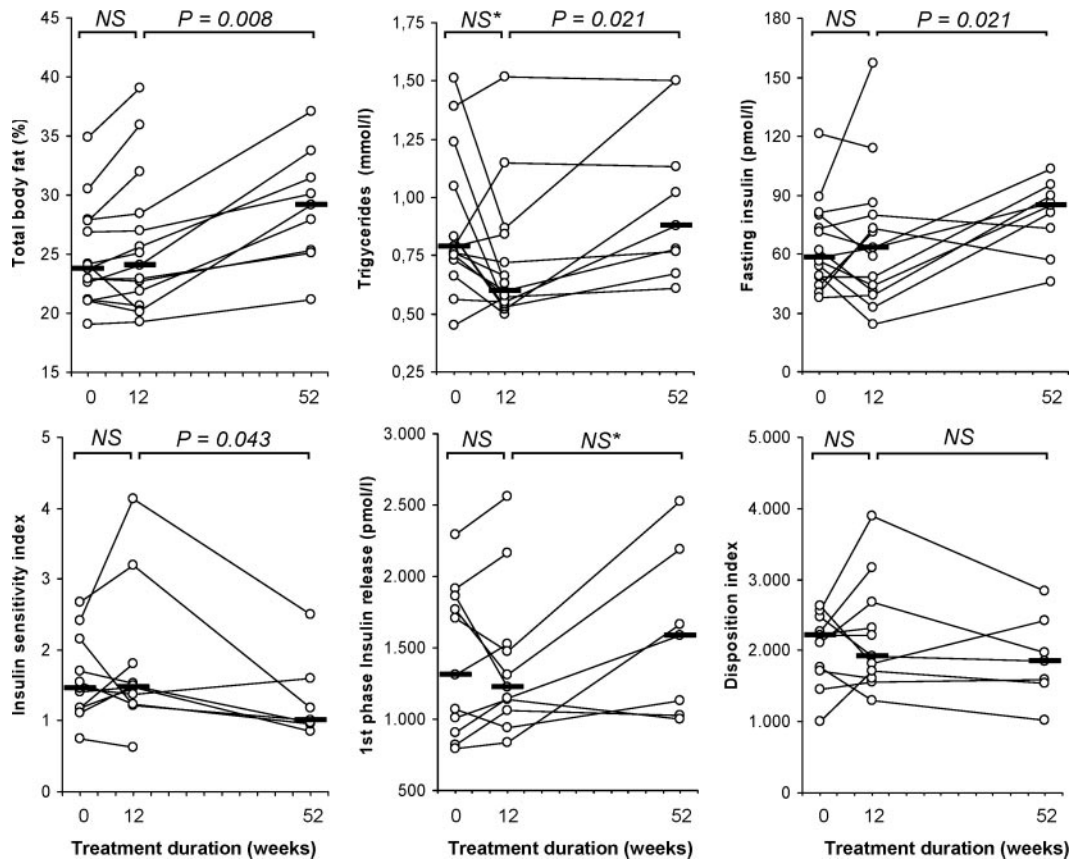 NS P = 0.008
Total body fat (%)
45
40
35
30
25
20
15
0 12 52
NS* P = 0.021
Trigycerides (mmol/l)
1,75
1,50
1,25
1,00
0,75
0,50
0,25
0 12 52
NS P = 0.021
Fasting insulin (pmol/l)
180
150
120
90
60
30
0
0 12 52
NS P = 0.043
Insulin sensitivity index
5
4
3
2
1
0
0 12 52
Treatment duration (weeks)
NS NS*
1st phase Insulin release (pmol/l)
3.000
2.500
2.000
1.500
1.000
500
0 12 52
Treatment duration (weeks)
NS NS
Disposition index
5.000
4.000
3.000
2.000
1.000
0
0 12 52
Treatment duration (weeks)